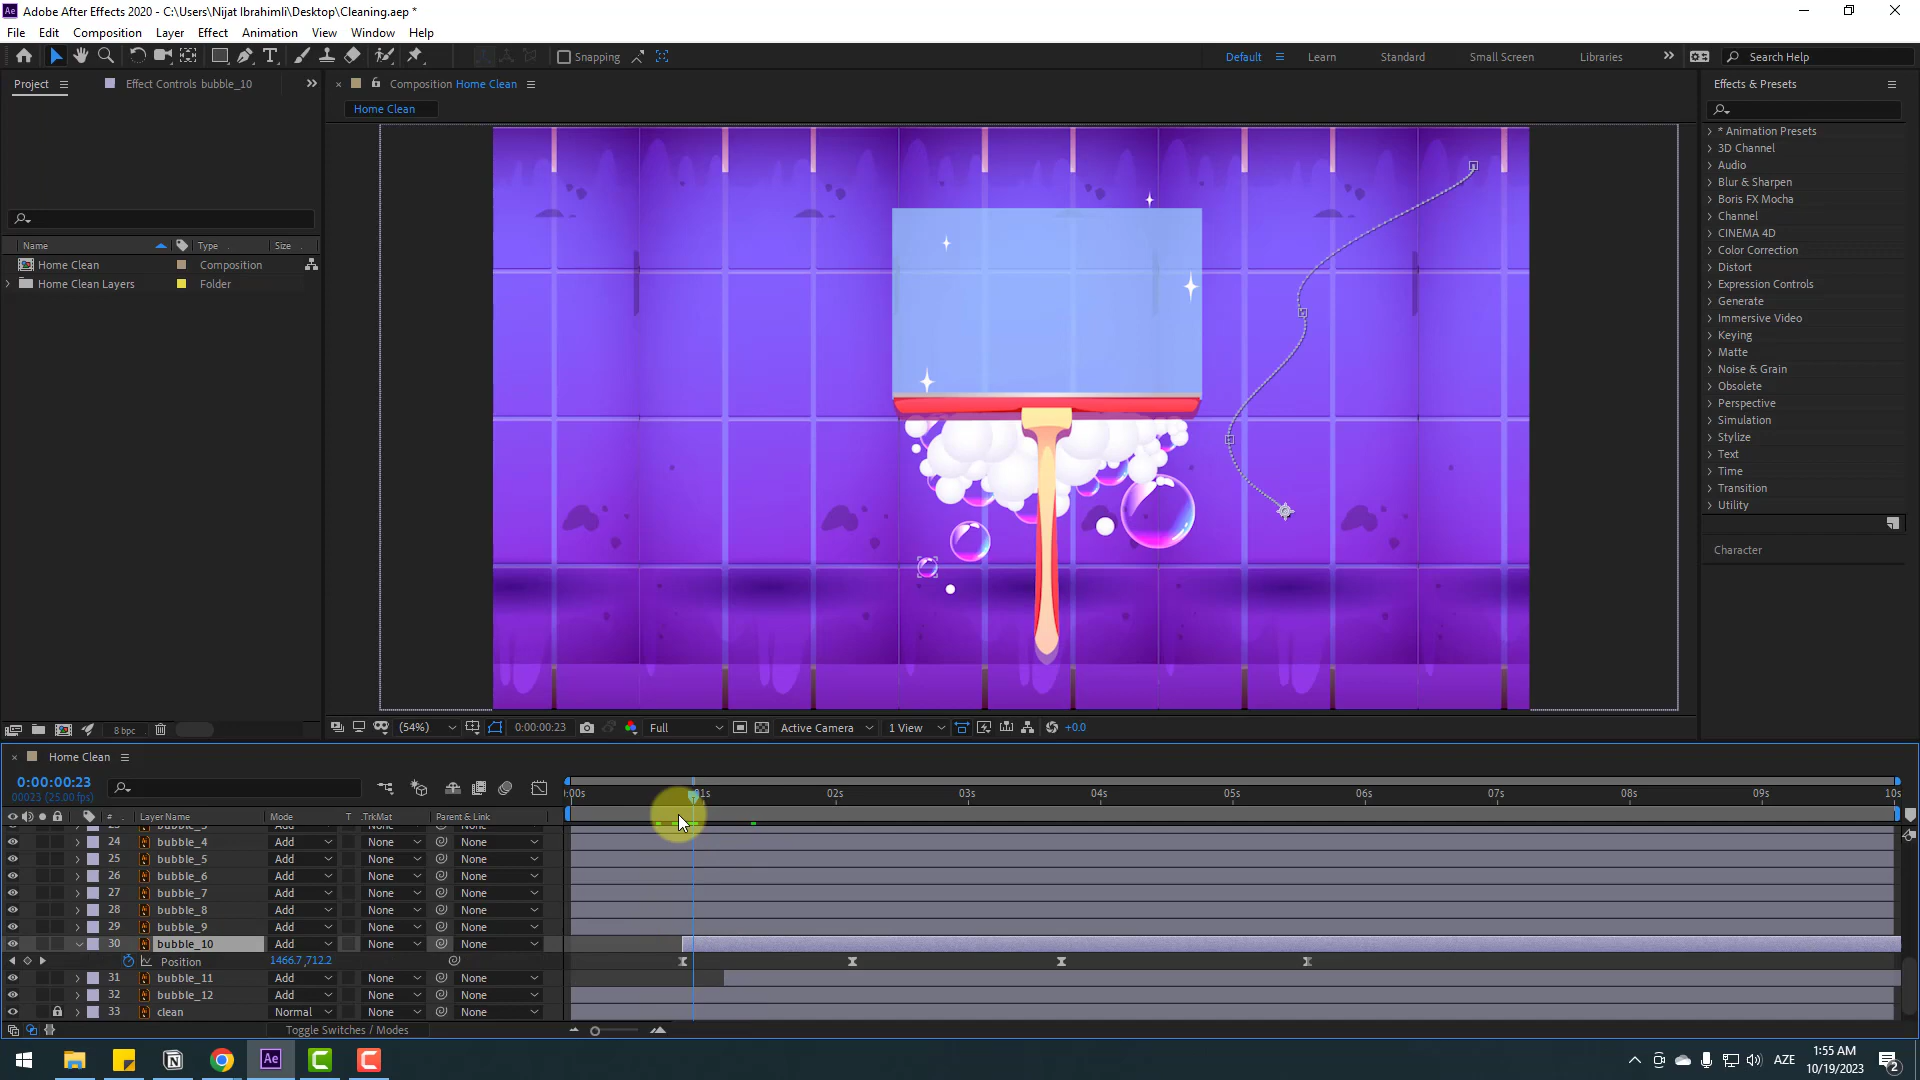 Adobe After Effects 2020 - C:\Users\Nijat Ibrahimli\Desktop\Cleaning.aep *
File Edit Composition Layer Effect Animation View Window Help
Snapping Default Learn Standard Small Screen Libraries Search Help
Project Effect Controls bubble_10
Composition Home Clean
Home Clean
Name Type Size
Home Clean Composition
Home Clean Layers Folder
Effects & Presets
* Animation Presets
3D Channel
Audio
Blur & Sharpen
Boris FX Mocha
Channel
CINEMA 4D
Color Correction
Distort
Expression Controls
Generate
Immersive Video
Keying
Matte
Noise & Grain
Obsolete
Perspective
Simulation
Stylize
Text
Time
Transition
Utility
Character
8 bpc
(54%) 0:00:00:23 Full Active Camera 1 View +0.0
Home Clean
0:00:00:23
00023 (25.00 fps)
:00s 01s 02s 03s 04s 05s 06s 07s 08s 09s 10s
# Layer Name Mode T .TrkMat Parent & Link
24 bubble_4 Add None None
25 bubble_5 Add None None
26 bubble_6 Add None None
27 bubble_7 Add None None
28 bubble_8 Add None None
29 bubble_9 Add None None
30 bubble_10 Add None None
Position 1466.7,712.2
31 bubble_11 Add None None
32 bubble_12 Add None None
33 clean Normal None None
Toggle Switches / Modes
AZE
1:55 AM
10/19/2023
2